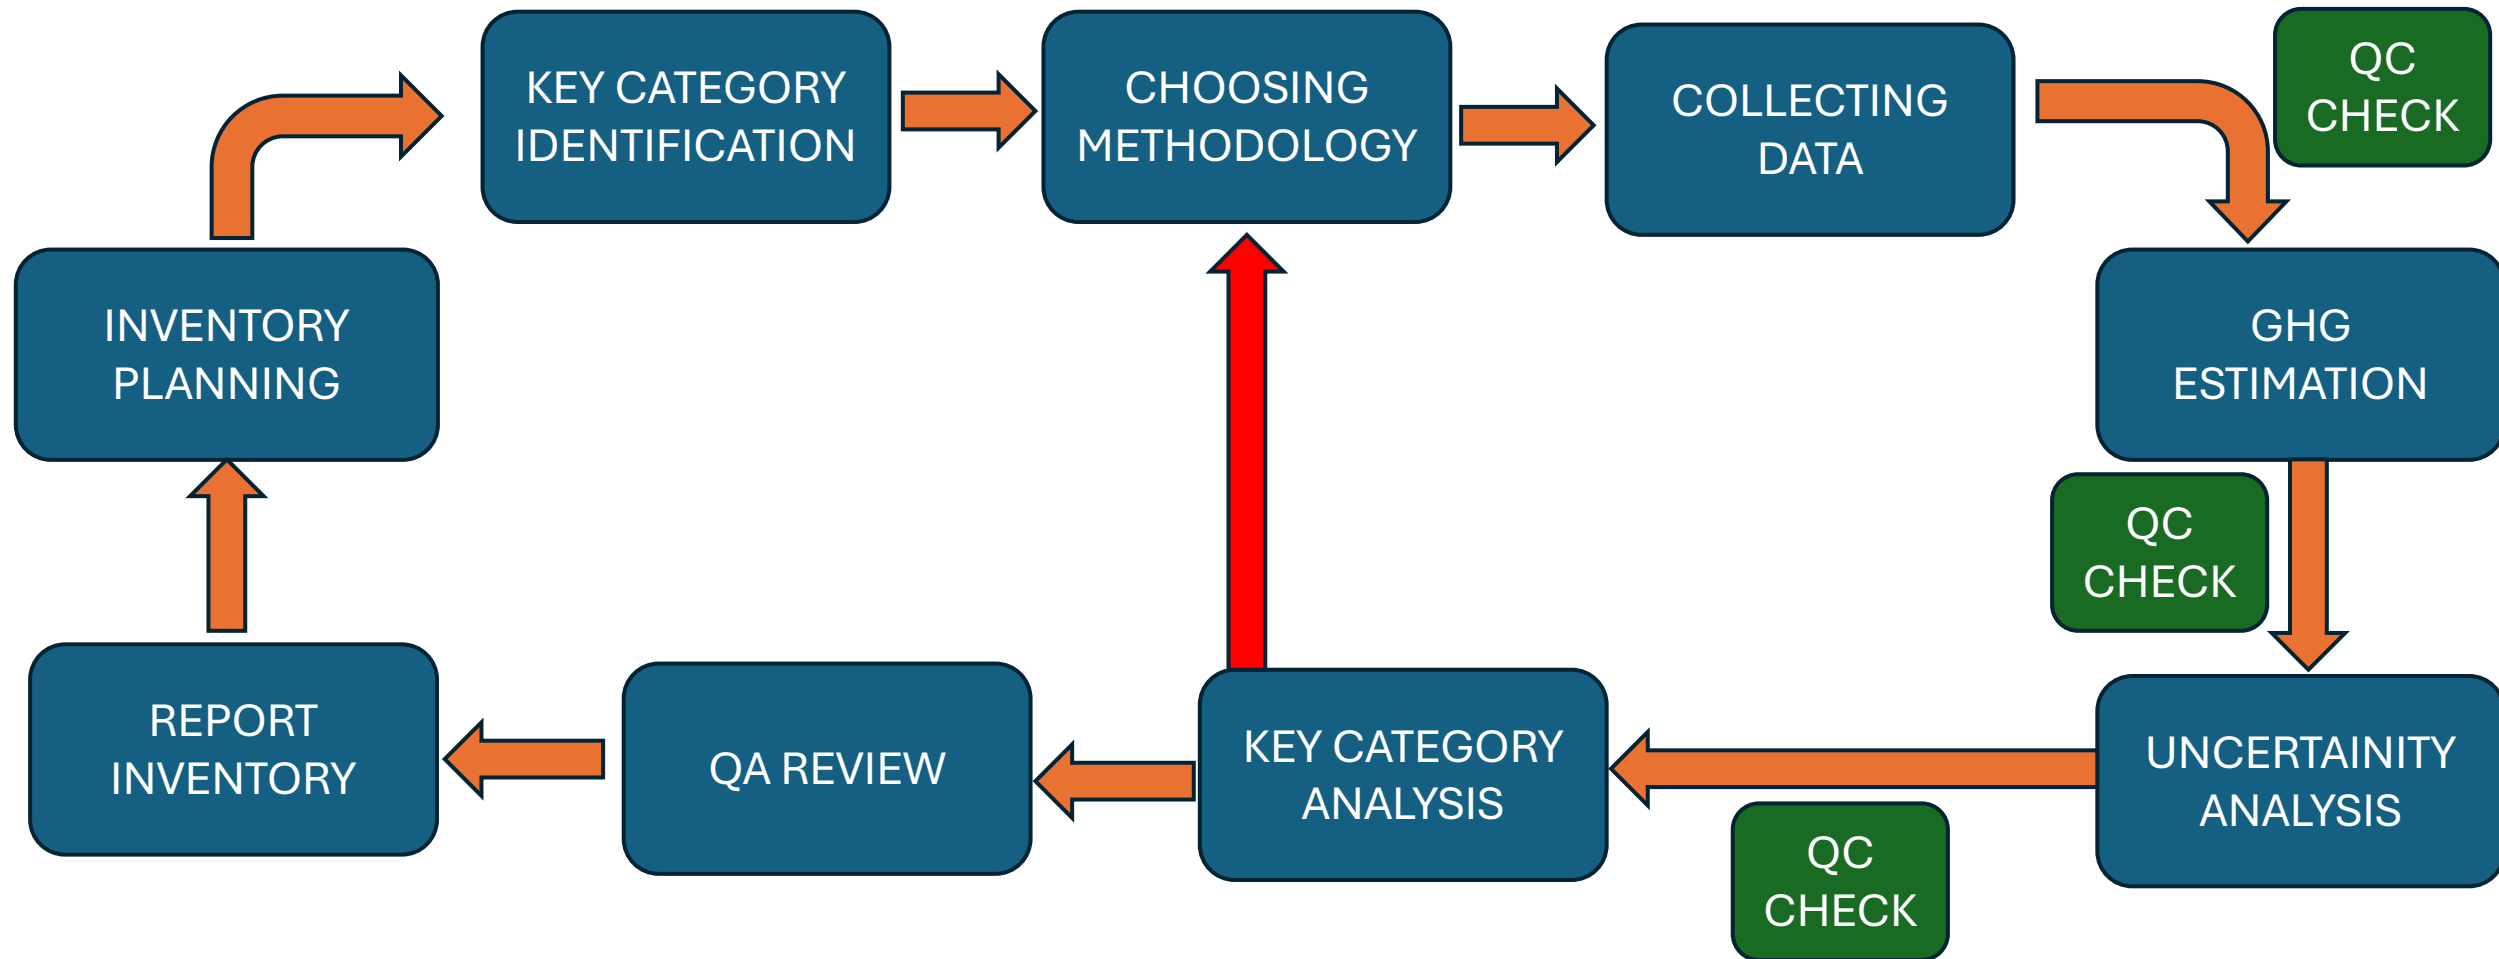 KEY CATEGORY
IDENTIFICATION
CHOOSING
METHODOLOGY
COLLECTING
DATA
QC
CHECK
INVENTORY
PLANNING
GHG
ESTIMATION
QC
CHECK
REPORT
INVENTORY
QA REVIEW
KEY CATEGORY
ANALYSIS
UNCERTAINITY
ANALYSIS
QC
CHECK